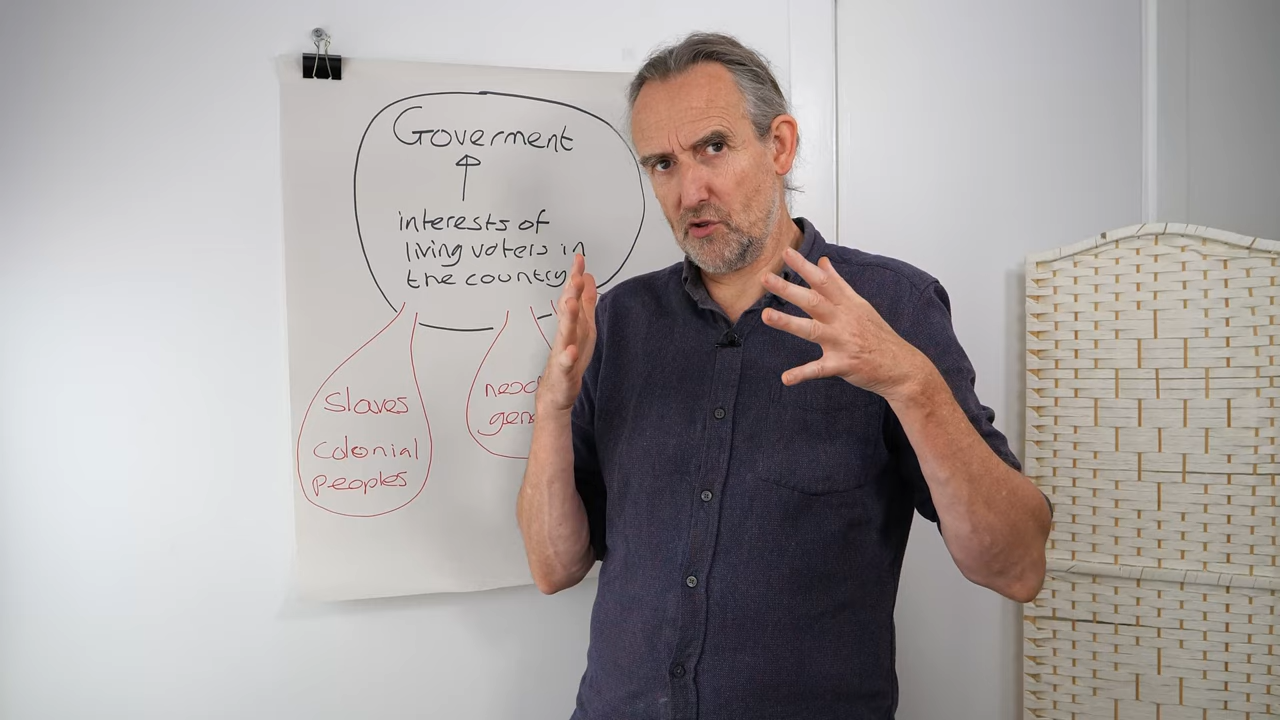 Goverment
interests of
living voters in
the country
Slaves
colonial
peoples